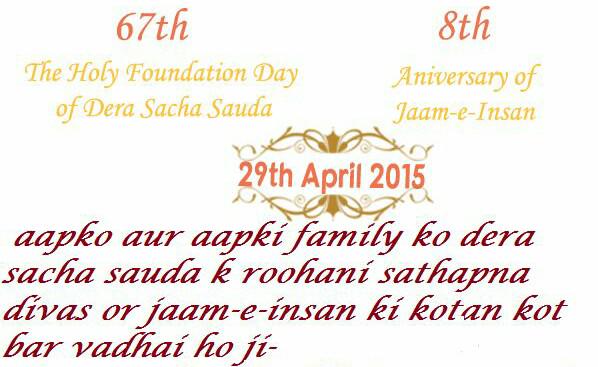 67th
The Holy Foundation Day
of Dera Sacha Sauda
8th
Aniversary of
Jaam-e-Insan
29th April 2015
aapko aur aapki family ko dera
sacha sauda k roohani sathapna
divas or jaam-e-insan ki kotan kot
bar vadhai ho ji-